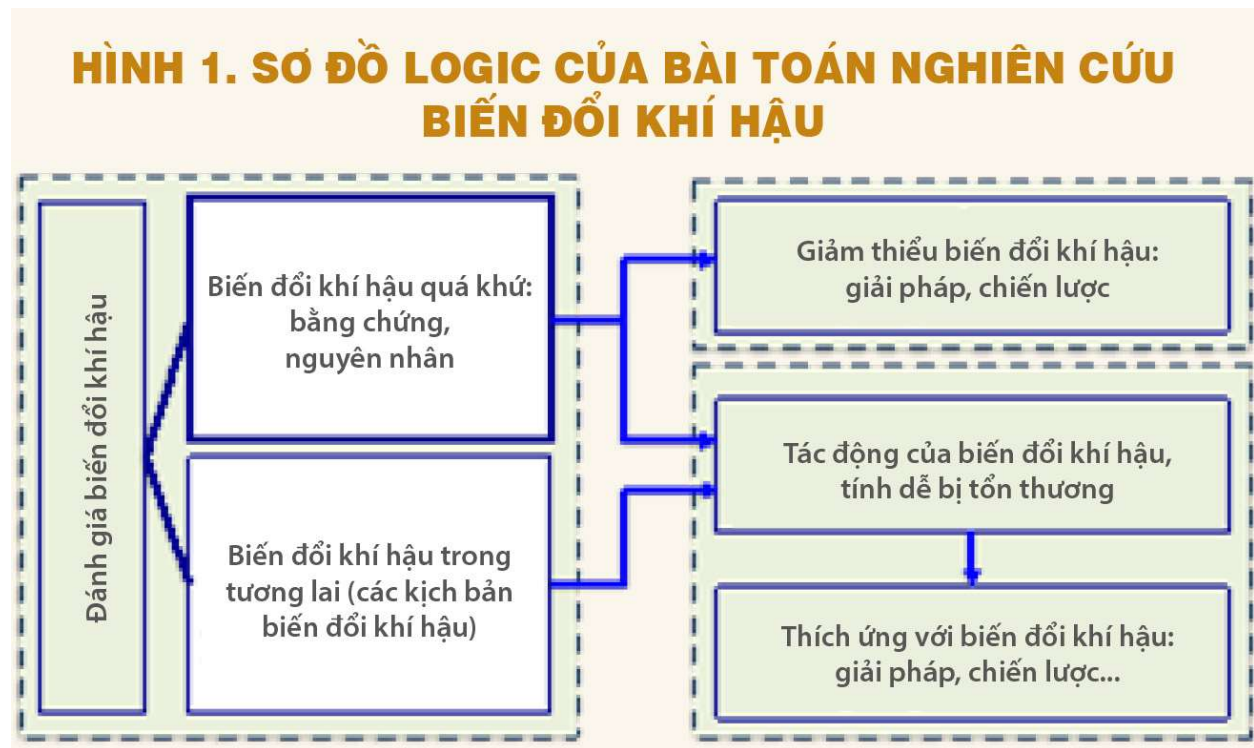 HÌNH 1. SƠ ĐỒ LOGIC CỦA BÀI TOÁN NGHIÊN CỨU
BIẾN ĐỔI KHÍ HẬU
Đánh giá biến đổi khí hậu
Biến đổi khí hậu quá khứ:
bằng chứng,
nguyên nhân
Biến đổi khí hậu trong
tương lai (các kịch bản
biến đổi khí hậu)
Giảm thiểu biến đổi khí hậu:
giải pháp, chiến lược
Tác động của biến đổi khí hậu,
tính dễ bị tổn thương
Thích ứng với biến đổi khí hậu:
giải pháp, chiến lược...